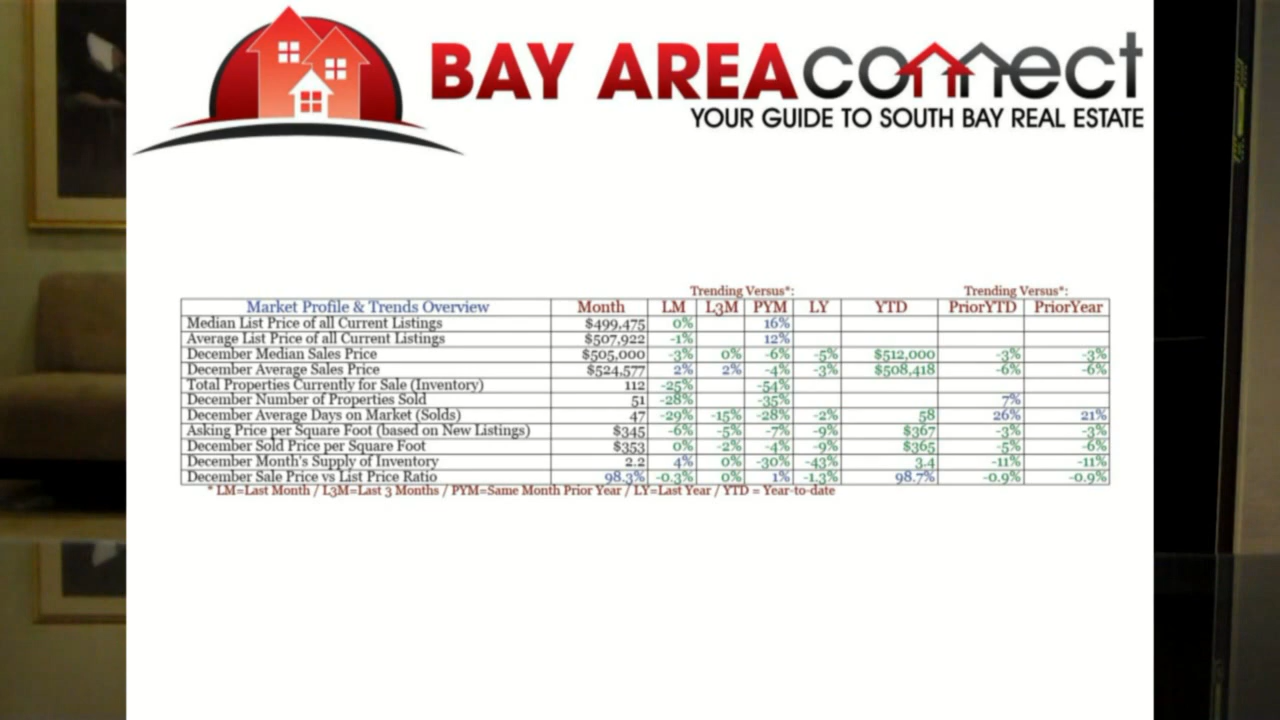 BAY AREA connect
YOUR GUIDE TO SOUTH BAY REAL ESTATE
Trending Versus*: Trending Versus*:
Market Profile & Trends Overview Month LM L3M PYM LY YTD PriorYTD PriorYear
Median List Price of all Current Listings $499,475 0% 16%
Average List Price of all Current Listings $507,922 -1% 12%
December Median Sales Price $505,000 -3% 0% -6% -5% $512,000 -3% -3%
December Average Sales Price $524,577 2% 2% -4% -3% $508,418 -6% -6%
Total Properties Currently for Sale (Inventory) 112 -25% -54%
December Number of Properties Sold 51 -28% -35% 7%
December Average Days on Market (Solds) 47 -29% -15% -28% -2% 58 26% 21%
Asking Price per Square Foot (based on New Listings) $345 -6% -5% -7% -9% $367 -3% -3%
December Sold Price per Square Foot $353 0% -2% -4% -9% $365 -5% -6%
December Month's Supply of Inventory 2.2 4% 0% -30% -43% 3.4 -11% -11%
December Sale Price vs List Price Ratio 98.3% -0.3% 0% 1% -1.3% 98.7% -0.9% -0.9%
* LM=Last Month / L3M=Last 3 Months / PYM=Same Month Prior Year / LY=Last Year / YTD = Year-to-date